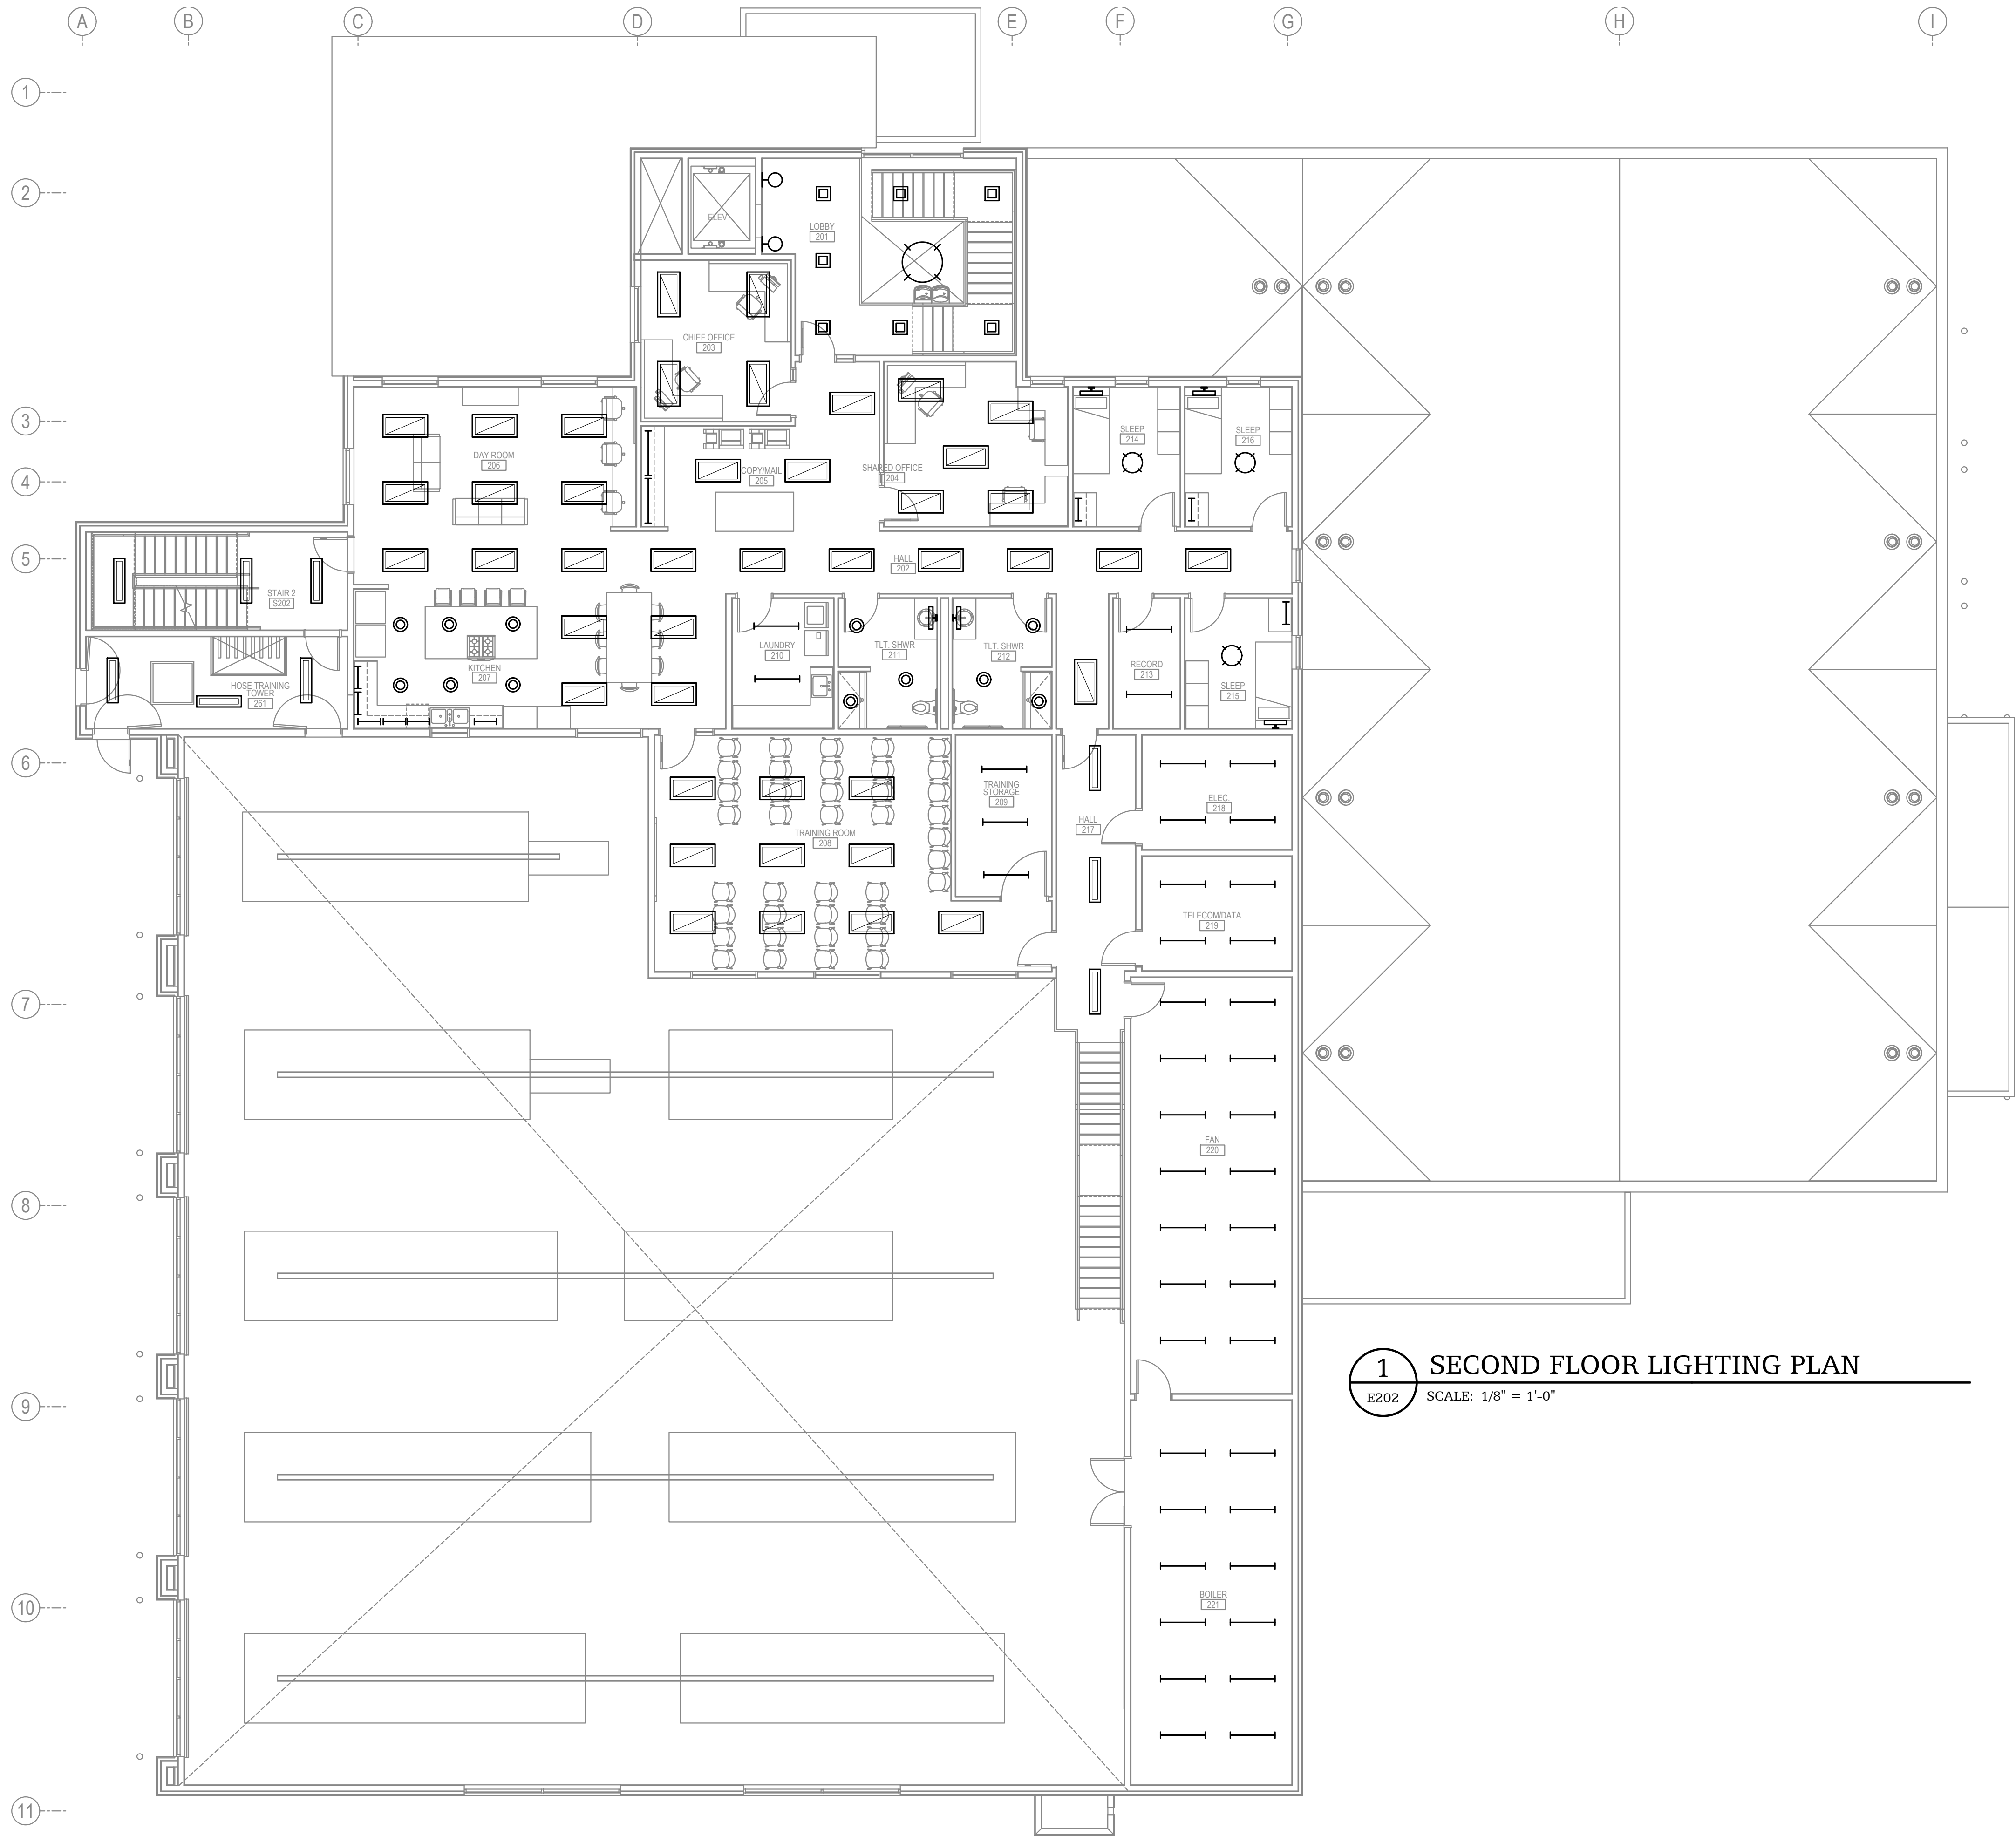 A
B
C
D
E
F
G
H
I
1
2
3
4
5
6
7
8
9
10
11
ELEV
LOBBY
201
CHIEF OFFICE
203
DAY ROOM
206
COPY/MAIL
205
SHARED OFFICE
204
SLEEP
214
SLEEP
216
HALL
202
STAIR 2
S202
HOSE TRAINING
TOWER
261
KITCHEN
207
LAUNDRY
210
TLT. SHWR
211
TLT. SHWR
212
RECORD
213
SLEEP
215
TRAINING
STORAGE
209
TRAINING ROOM
208
HALL
217
ELEC.
218
TELECOM/DATA
219
FAN
220
BOILER
221
1
E202
SECOND FLOOR LIGHTING PLAN
SCALE: 1/8" = 1'-0"